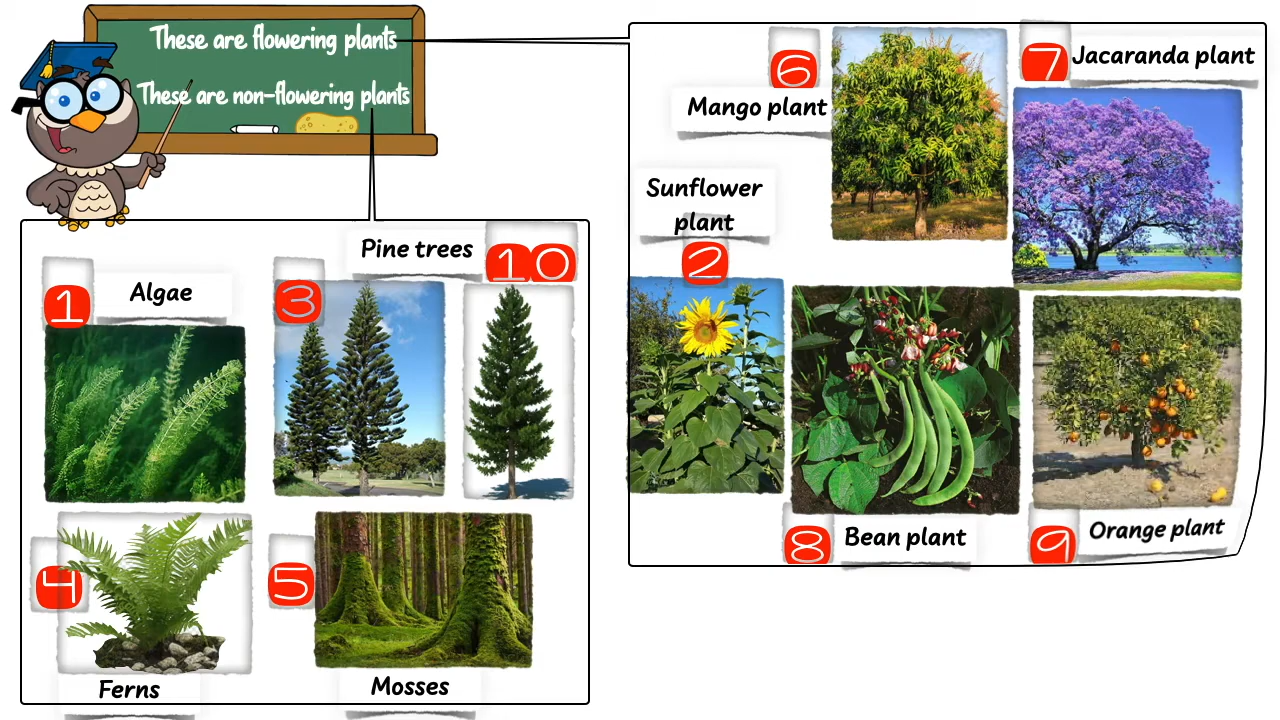 These are flowering plants
These are non-flowering plants
6
7
Jacaranda plant
Mango plant
Sunflower
plant
2
Pine trees
10
1
Algae
3
4
5
8
Bean plant
9
Orange plant
Ferns
Mosses